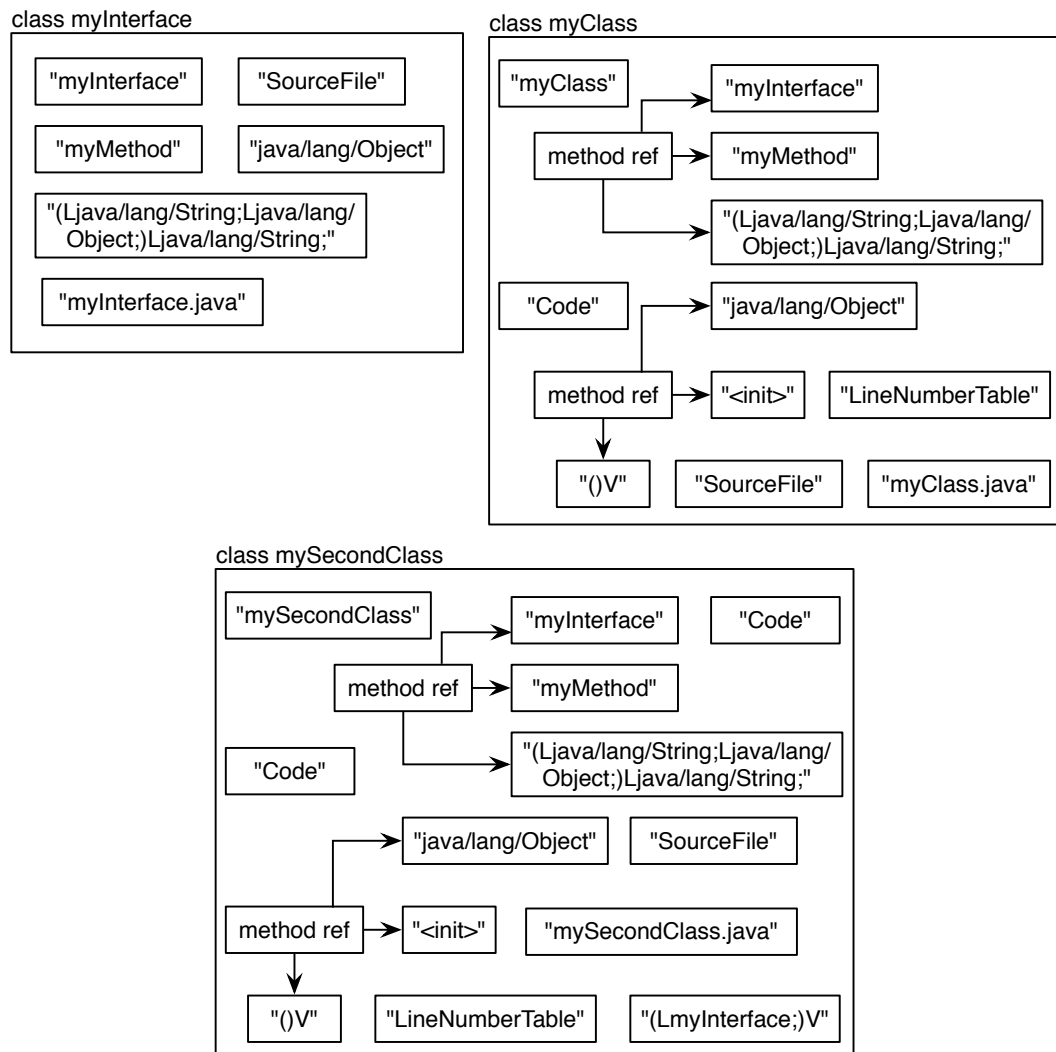 class myInterface
"myInterface"
"SourceFile"
"myMethod"
"java/lang/Object"
"(Ljava/lang/String;Ljava/lang/
Object;)Ljava/lang/String;"
"myInterface.java"
class myClass
"myClass"
"myInterface"
method ref
"myMethod"
"(Ljava/lang/String;Ljava/lang/
Object;)Ljava/lang/String;"
"Code"
"java/lang/Object"
method ref
"<init>"
"LineNumberTable"
"()V"
"SourceFile"
"myClass.java"
class mySecondClass
"mySecondClass"
"myInterface"
"Code"
method ref
"myMethod"
"(Ljava/lang/String;Ljava/lang/
Object;)Ljava/lang/String;"
"Code"
"java/lang/Object"
"SourceFile"
method ref
"<init>"
"mySecondClass.java"
"()V"
"LineNumberTable"
"(LmyInterface;)V"